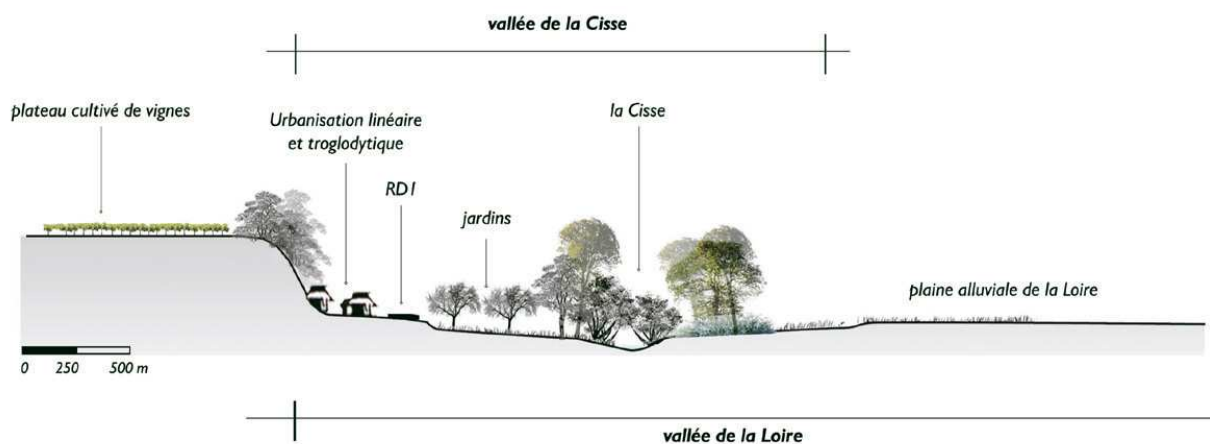 vallée de la Cisse
plateau cultivé de vignes
Urbanisation linéaire
et troglodytique
la Cisse
RD1
jardins
plaine alluviale de la Loire
0 250 500 m
vallée de la Loire